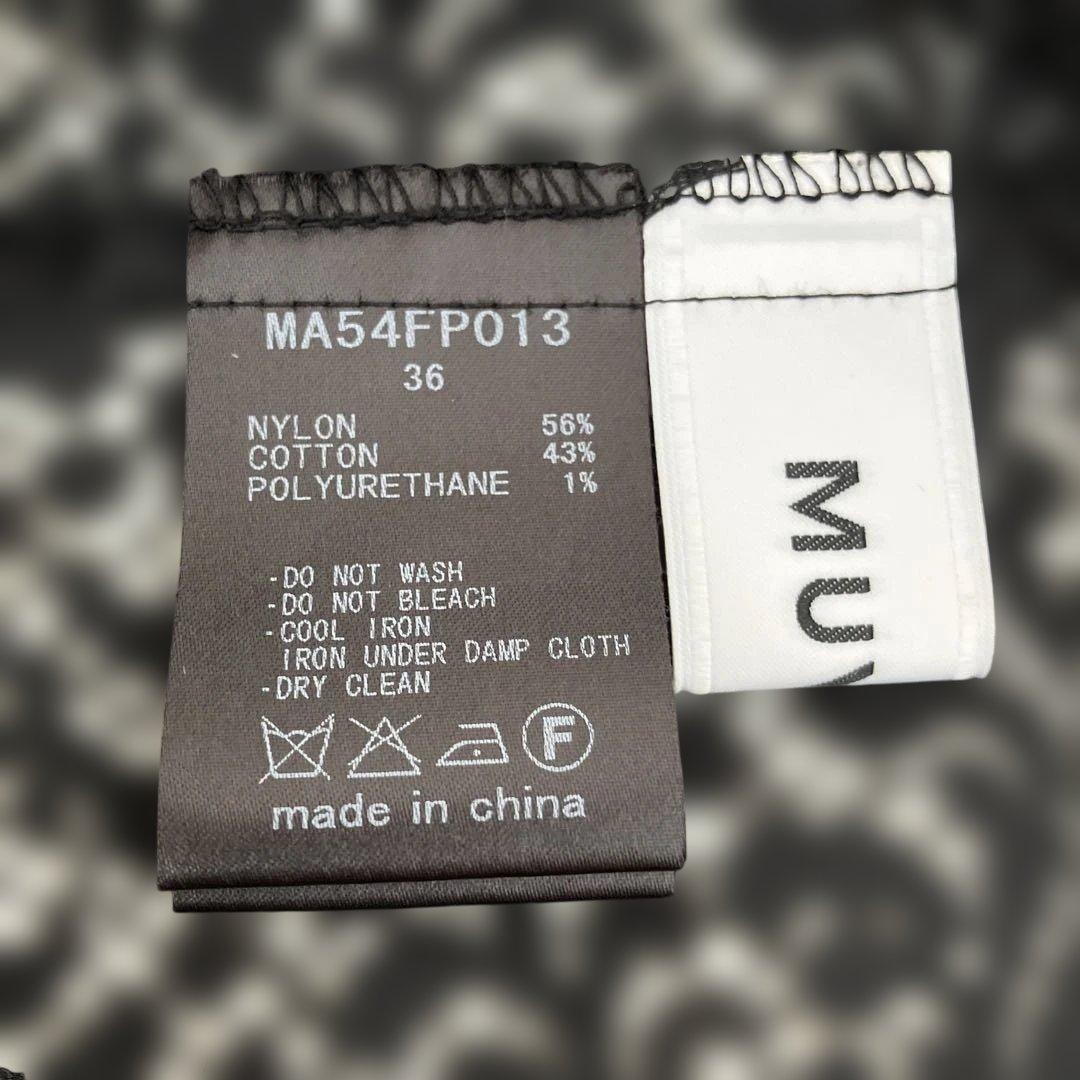 MA54FP013
36
NYLON 56%
COTTON 43%
POLYURETHANE 1%
-DO NOT WASH
-DO NOT BLEACH
-COOL IRON
IRON UNDER DAMP CLOTH
-DRY CLEAN
F
made in china
MU